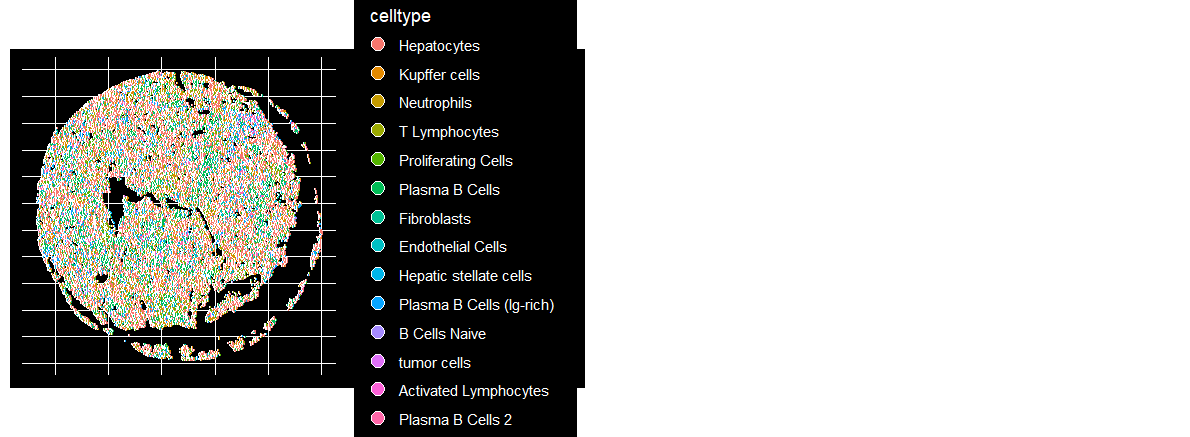 celltype
Hepatocytes
Kupffer cells
Neutrophils
T Lymphocytes
Proliferating Cells
Plasma B Cells
Fibroblasts
Endothelial Cells
Hepatic stellate cells
Plasma B Cells (Ig-rich)
B Cells Naive
tumor cells
Activated Lymphocytes
Plasma B Cells 2